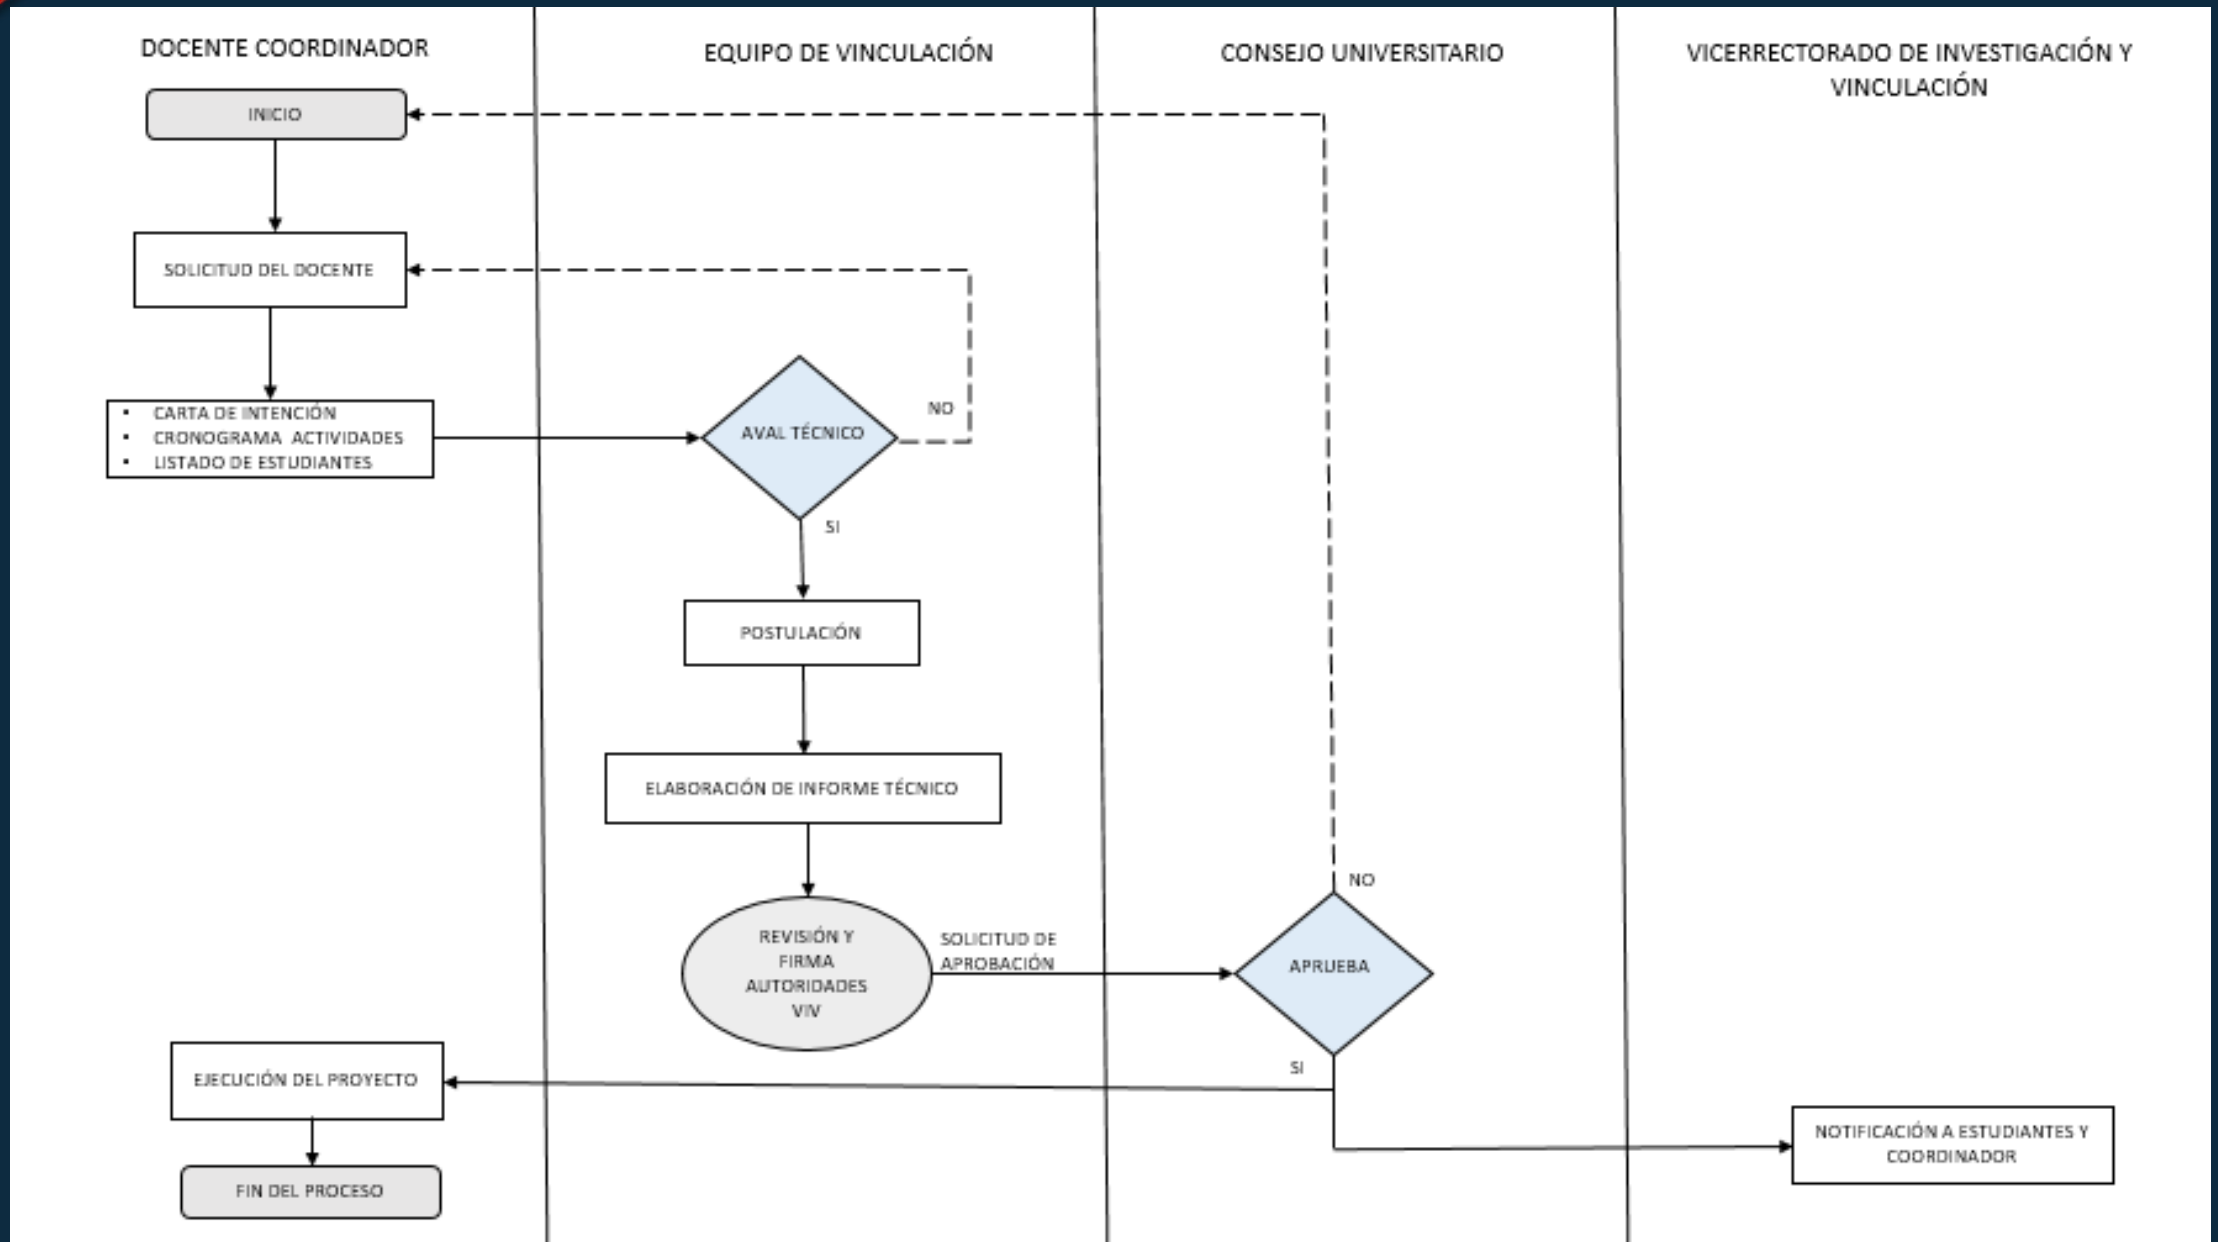 DOCENTE COORDINADOR
EQUIPO DE VINCULACIÓN
CONSEJO UNIVERSITARIO
VICERRECTORADO DE INVESTIGACIÓN Y
VINCULACIÓN
INICIO
SOLICITUD DEL DOCENTE
▪ CARTA DE INTENCIÓN
▪ CRONOGRAMA ACTIVIDADES
▪ LISTADO DE ESTUDIANTES
AVAL TÉCNICO
NO
SI
POSTULACIÓN
ELABORACIÓN DE INFORME TÉCNICO
REVISIÓN Y
FIRMA
AUTORIDADES
VIV
SOLICITUD DE
APROBACIÓN
NO
APRUEBA
SI
EJECUCIÓN DEL PROYECTO
FIN DEL PROCESO
NOTIFICACIÓN A ESTUDIANTES Y
COORDINADOR